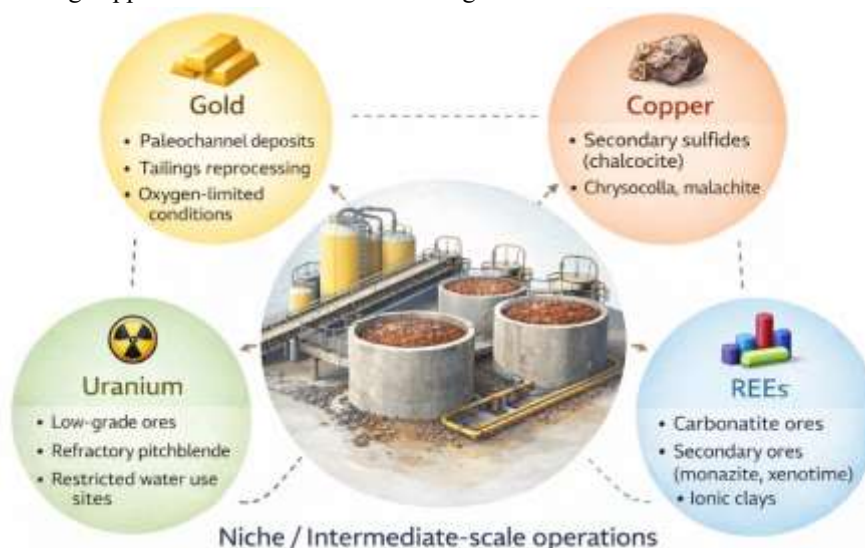 Gold
• Paleochannel deposits
• Tailings reprocessing
• Oxygen-limited
conditions
Copper
• Secondary sulfides
(chalcocite)
• Chrysocolla, malachite
Uranium
• Low-grade ores
• Refractory pitchblende
• Restricted water use
sites
REEs
• Carbonatite ores
• Secondary ores
(monazite, xenotime)
• Ionic clays
Niche / Intermediate-scale operations